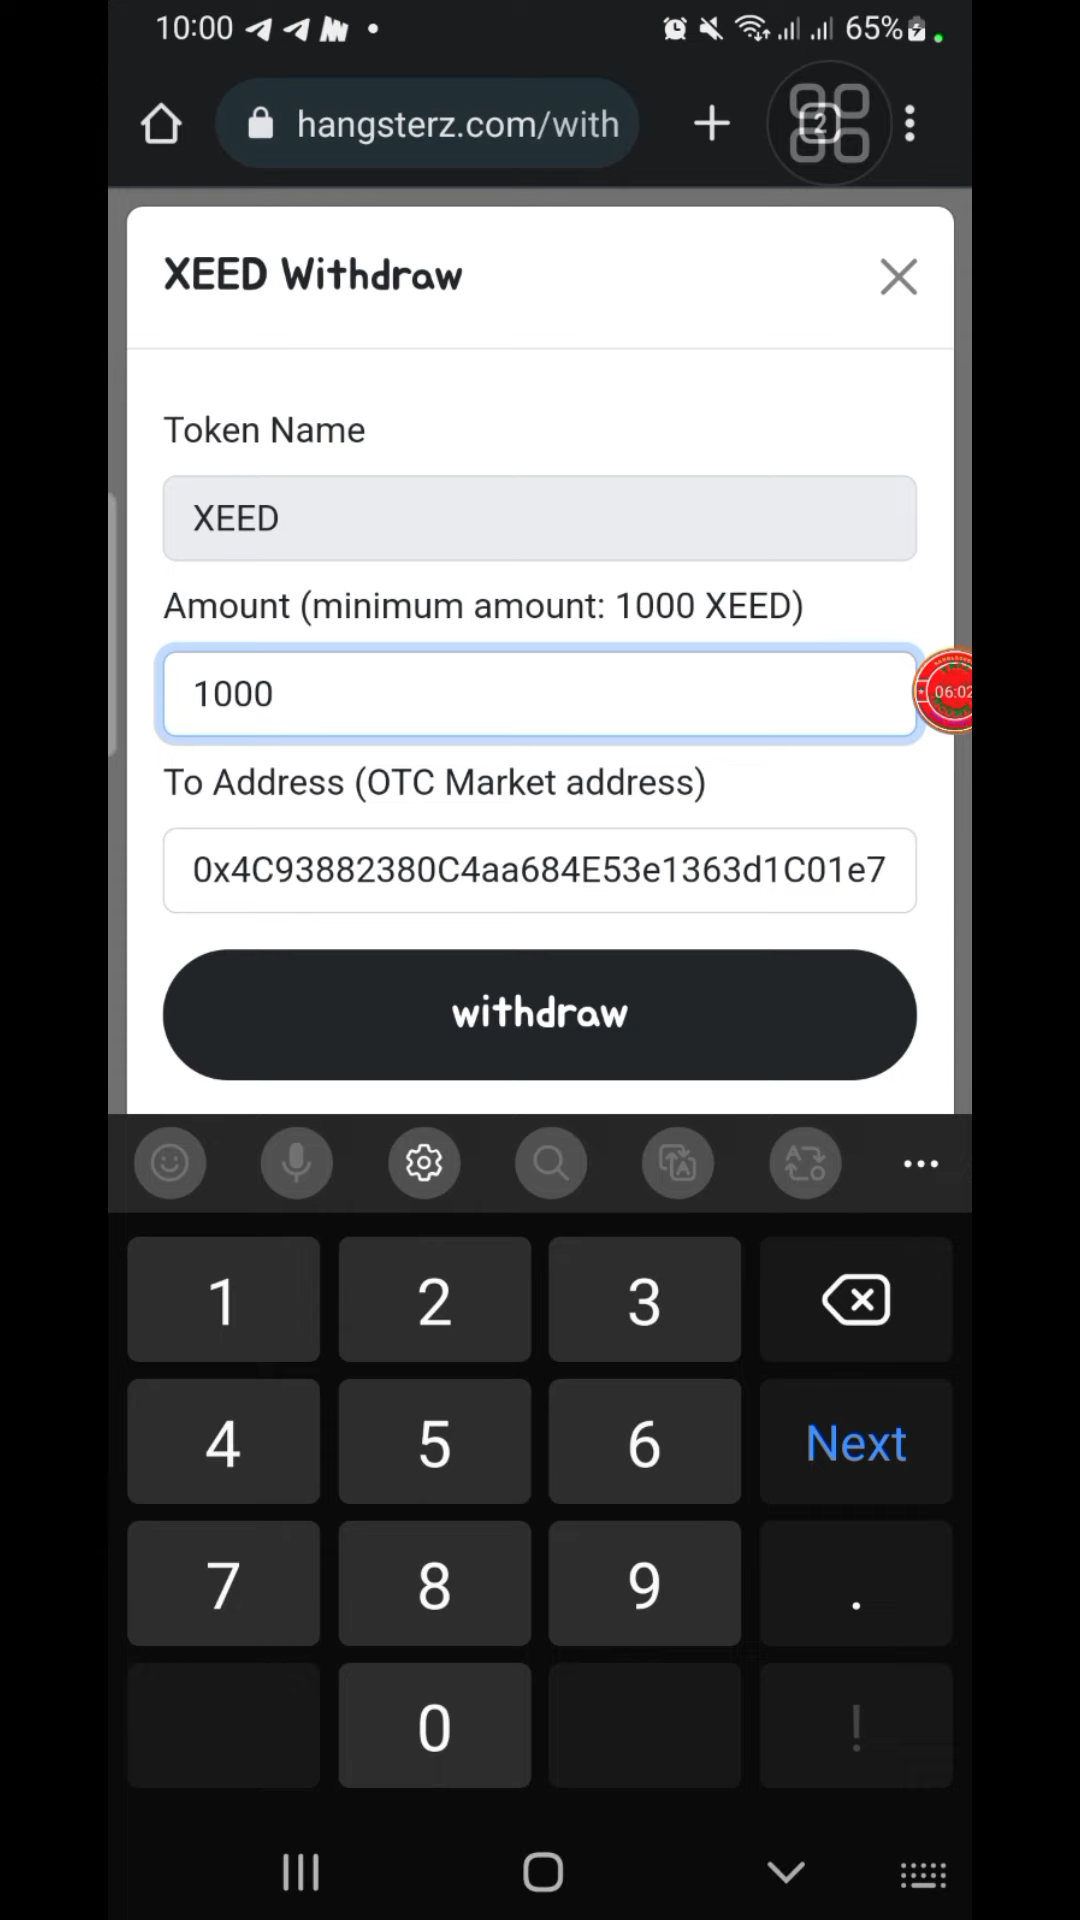 10:00
65%
hangsterz.com/with
2
XEED Withdraw
Token Name
XEED
Amount (minimum amount: 1000 XEED)
1000
06:02
To Address (OTC Market address)
0x4C93882380C4aa684E53e1363d1C01e7
withdraw
1 2 3
4 5 6 Next
7 8 9 .
0 !